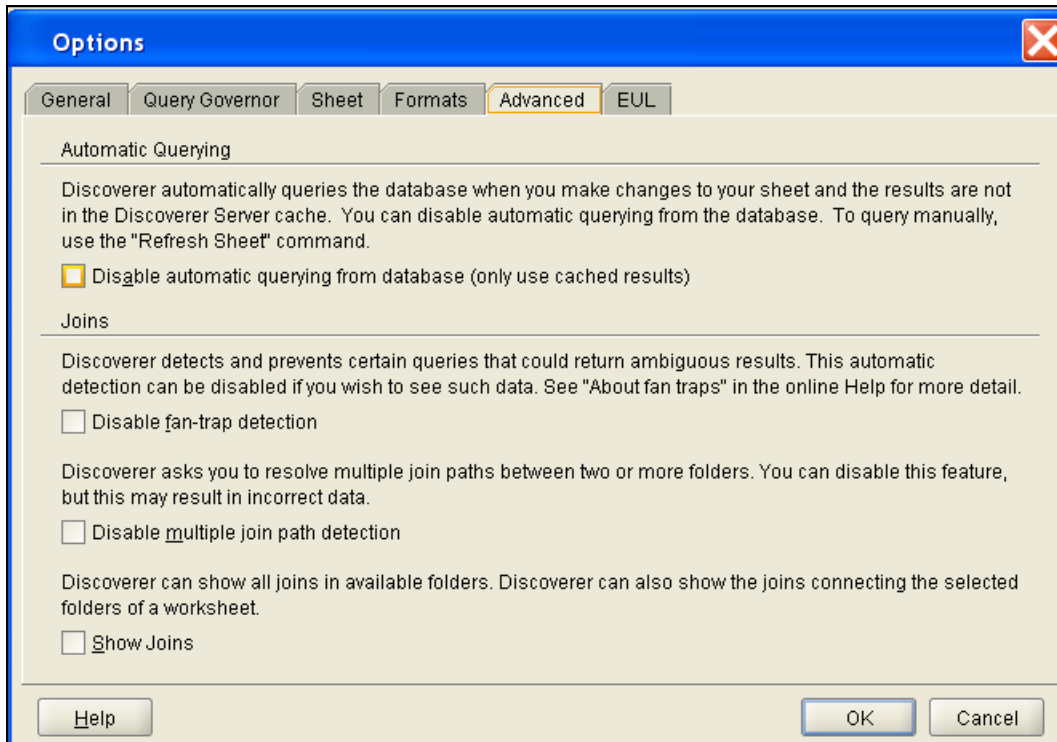 Options
General Query Governor Sheet Formats Advanced EUL
Automatic Querying
Discoverer automatically queries the database when you make changes to your sheet and the results are not
in the Discoverer Server cache. You can disable automatic querying from the database. To query manually,
use the "Refresh Sheet" command.
Disable automatic querying from database (only use cached results)
Joins
Discoverer detects and prevents certain queries that could return ambiguous results. This automatic
detection can be disabled if you wish to see such data. See "About fan traps" in the online Help for more detail.
Disable fan-trap detection
Discoverer asks you to resolve multiple join paths between two or more folders. You can disable this feature,
but this may result in incorrect data.
Disable multiple join path detection
Discoverer can show all joins in available folders. Discoverer can also show the joins connecting the selected
folders of a worksheet.
Show Joins
Help OK Cancel